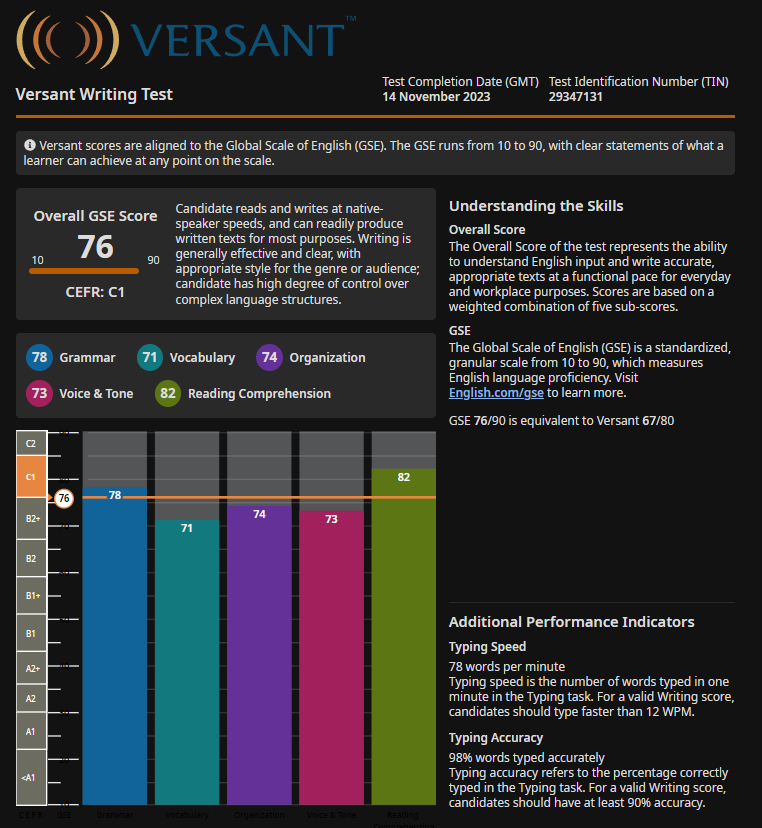 VERSANT™
Versant Writing Test
Test Completion Date (GMT)
14 November 2023
Test Identification Number (TIN)
29347131
Versant scores are aligned to the Global Scale of English (GSE). The GSE runs from 10 to 90, with clear statements of what a
learner can achieve at any point on the scale.
Overall GSE Score
76
10
90
CEFR: C1
Candidate reads and writes at native-
speaker speeds, and can readily produce
written texts for most purposes. Writing is
generally effective and clear, with
appropriate style for the genre or audience;
candidate has high degree of control over
complex language structures.
78 Grammar
71 Vocabulary
74 Organization
73 Voice & Tone
82 Reading Comprehension
C2
C1
B2+
B2
B1+
B1
A2+
A2
A1
<A1
76
78
71
74
73
82
CEFR
GSE
Grammar
Vocabulary
Organization
Voice & Tone
Reading
Comprehension
Understanding the Skills
Overall Score
The Overall Score of the test represents the ability
to understand English input and write accurate,
appropriate texts at a functional pace for everyday
and workplace purposes. Scores are based on a
weighted combination of five sub-scores.
GSE
The Global Scale of English (GSE) is a standardized,
granular scale from 10 to 90, which measures
English language proficiency. Visit
English.com/gse to learn more.
GSE 76/90 is equivalent to Versant 67/80
Additional Performance Indicators
Typing Speed
78 words per minute
Typing speed is the number of words typed in one
minute in the Typing task. For a valid Writing score,
candidates should type faster than 12 WPM.
Typing Accuracy
98% words typed accurately
Typing accuracy refers to the percentage correctly
typed in the Typing task. For a valid Writing score,
candidates should have at least 90% accuracy.